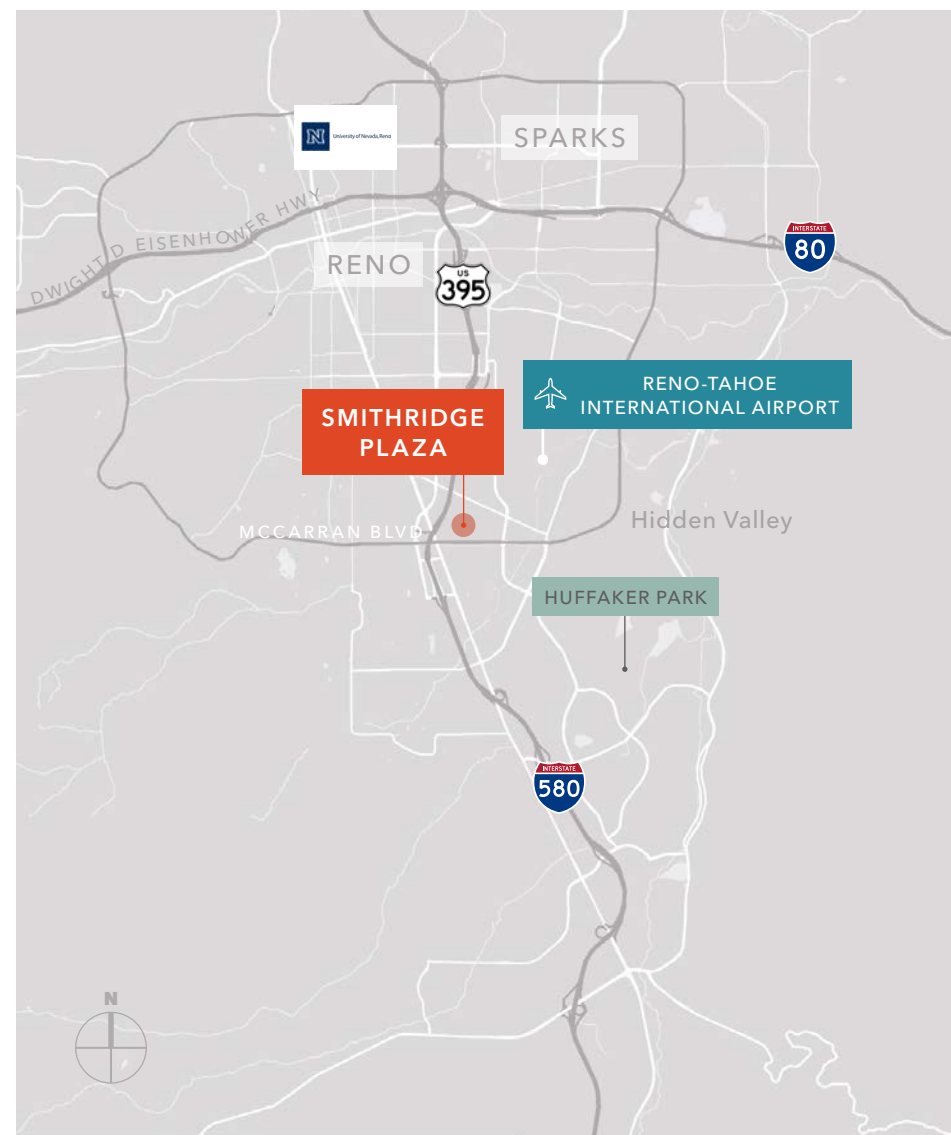 N
University of Nevada, Reno
SPARKS
DWIGHT D EISENHOWER HWY
INTERSTATE
80
RENO
US
395
RENO-TAHOE
INTERNATIONAL AIRPORT
SMITHRIDGE
PLAZA
MCCARRAN BLVD
Hidden Valley
HUFFAKER PARK
INTERSTATE
580
N